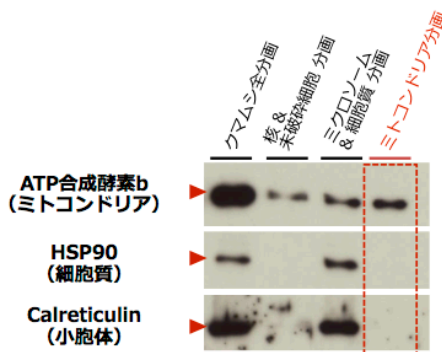 クマムシ全分画
核 &
未破砕細胞 分画
ミクロソーム
& 細胞質 分画
ミトコンドリア分画
ATP合成酵素b
（ミトコンドリア）
HSP90
（細胞質）
Calreticulin
（小胞体）